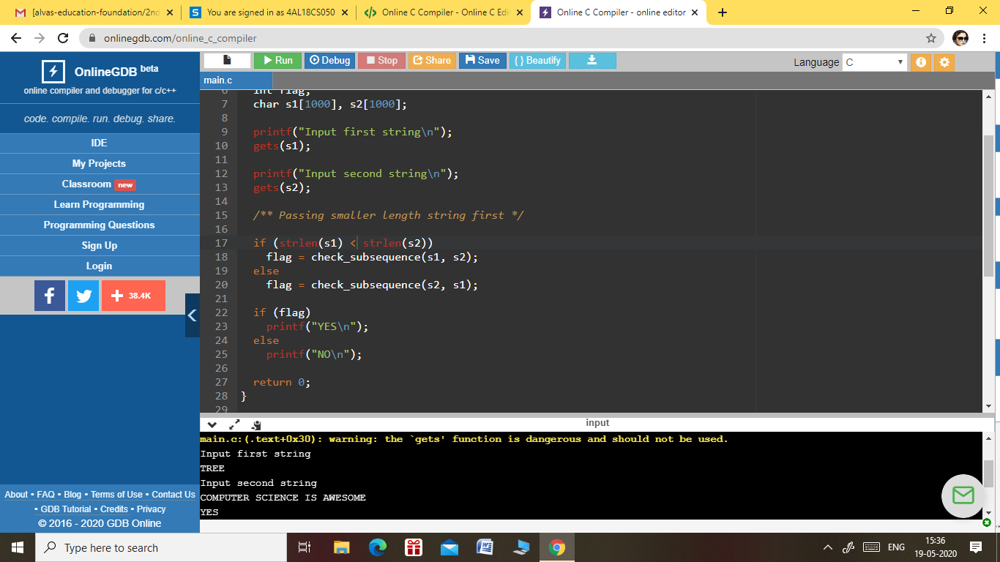 [alvas-education-foundation/2nd
You are signed in as 4AL18CS050
Online C Compiler - Online C Edi
Online C Compiler - online editor
onlinegdb.com/online_c_compiler
OnlineGDB beta
online compiler and debugger for c/c++
code. compile. run. debug. share.
IDE
My Projects
Classroom new
Learn Programming
Programming Questions
Sign Up
Login
38.4K
About • FAQ • Blog • Terms of Use • Contact Us
• GDB Tutorial • Credits • Privacy
© 2016 - 2020 GDB Online
Run Debug Stop Share Save { } Beautify
Language C
main.c
6 int flag;
7 char s1[1000], s2[1000];
8
9 printf("Input first string\n");
10 gets(s1);
11
12 printf("Input second string\n");
13 gets(s2);
14
15 /** Passing smaller length string first */
16
17 if (strlen(s1) < strlen(s2))
18 flag = check_subsequence(s1, s2);
19 else
20 flag = check_subsequence(s2, s1);
21
22 if (flag)
23 printf("YES\n");
24 else
25 printf("NO\n");
26
27 return 0;
28 }
29
input
main.c:(.text+0x30): warning: the `gets' function is dangerous and should not be used.
Input first string
TREE
Input second string
COMPUTER SCIENCE IS AWESOME
YES
Type here to search
ENG
15:36
19-05-2020